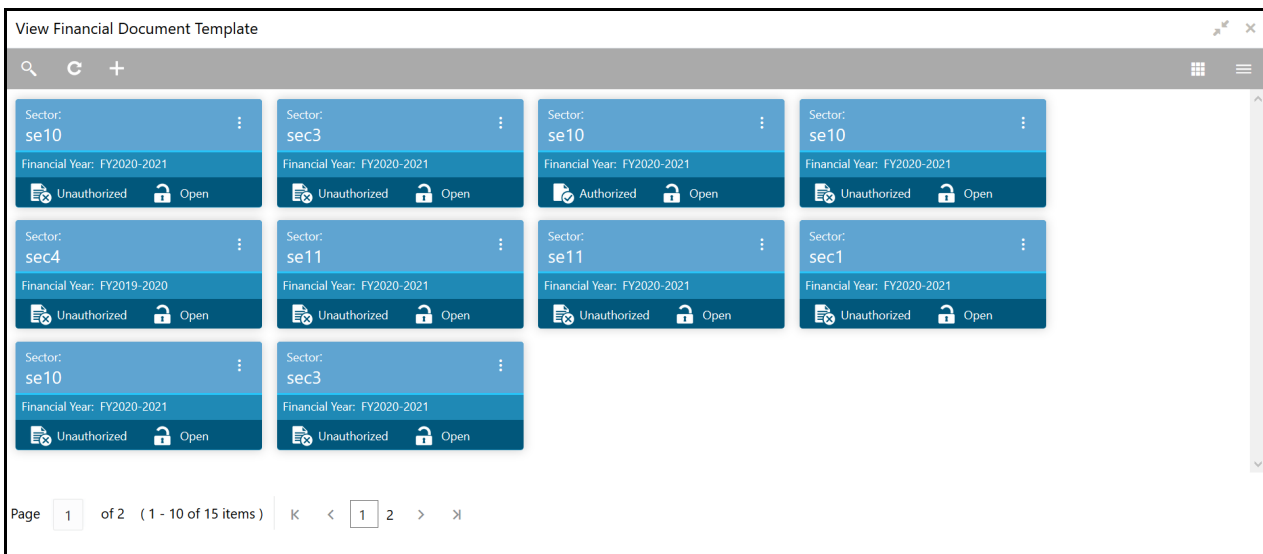 View Financial Document Template
Sector: Sector: Sector: Sector:
se10 sec3 se10 se10
Financial Year: FY2020-2021 Financial Year: FY2020-2021 Financial Year: FY2020-2021 Financial Year: FY2020-2021
Unauthorized Open Unauthorized Open Authorized Open Unauthorized Open
Sector: Sector: Sector: Sector:
sec4 se11 se11 sec1
Financial Year: FY2019-2020 Financial Year: FY2020-2021 Financial Year: FY2020-2021 Financial Year: FY2020-2021
Unauthorized Open Unauthorized Open Unauthorized Open Unauthorized Open
Sector: Sector:
se10 sec3
Financial Year: FY2020-2021 Financial Year: FY2020-2021
Unauthorized Open Unauthorized Open
Page 1 of 2 ( 1 - 10 of 15 items ) 1 2